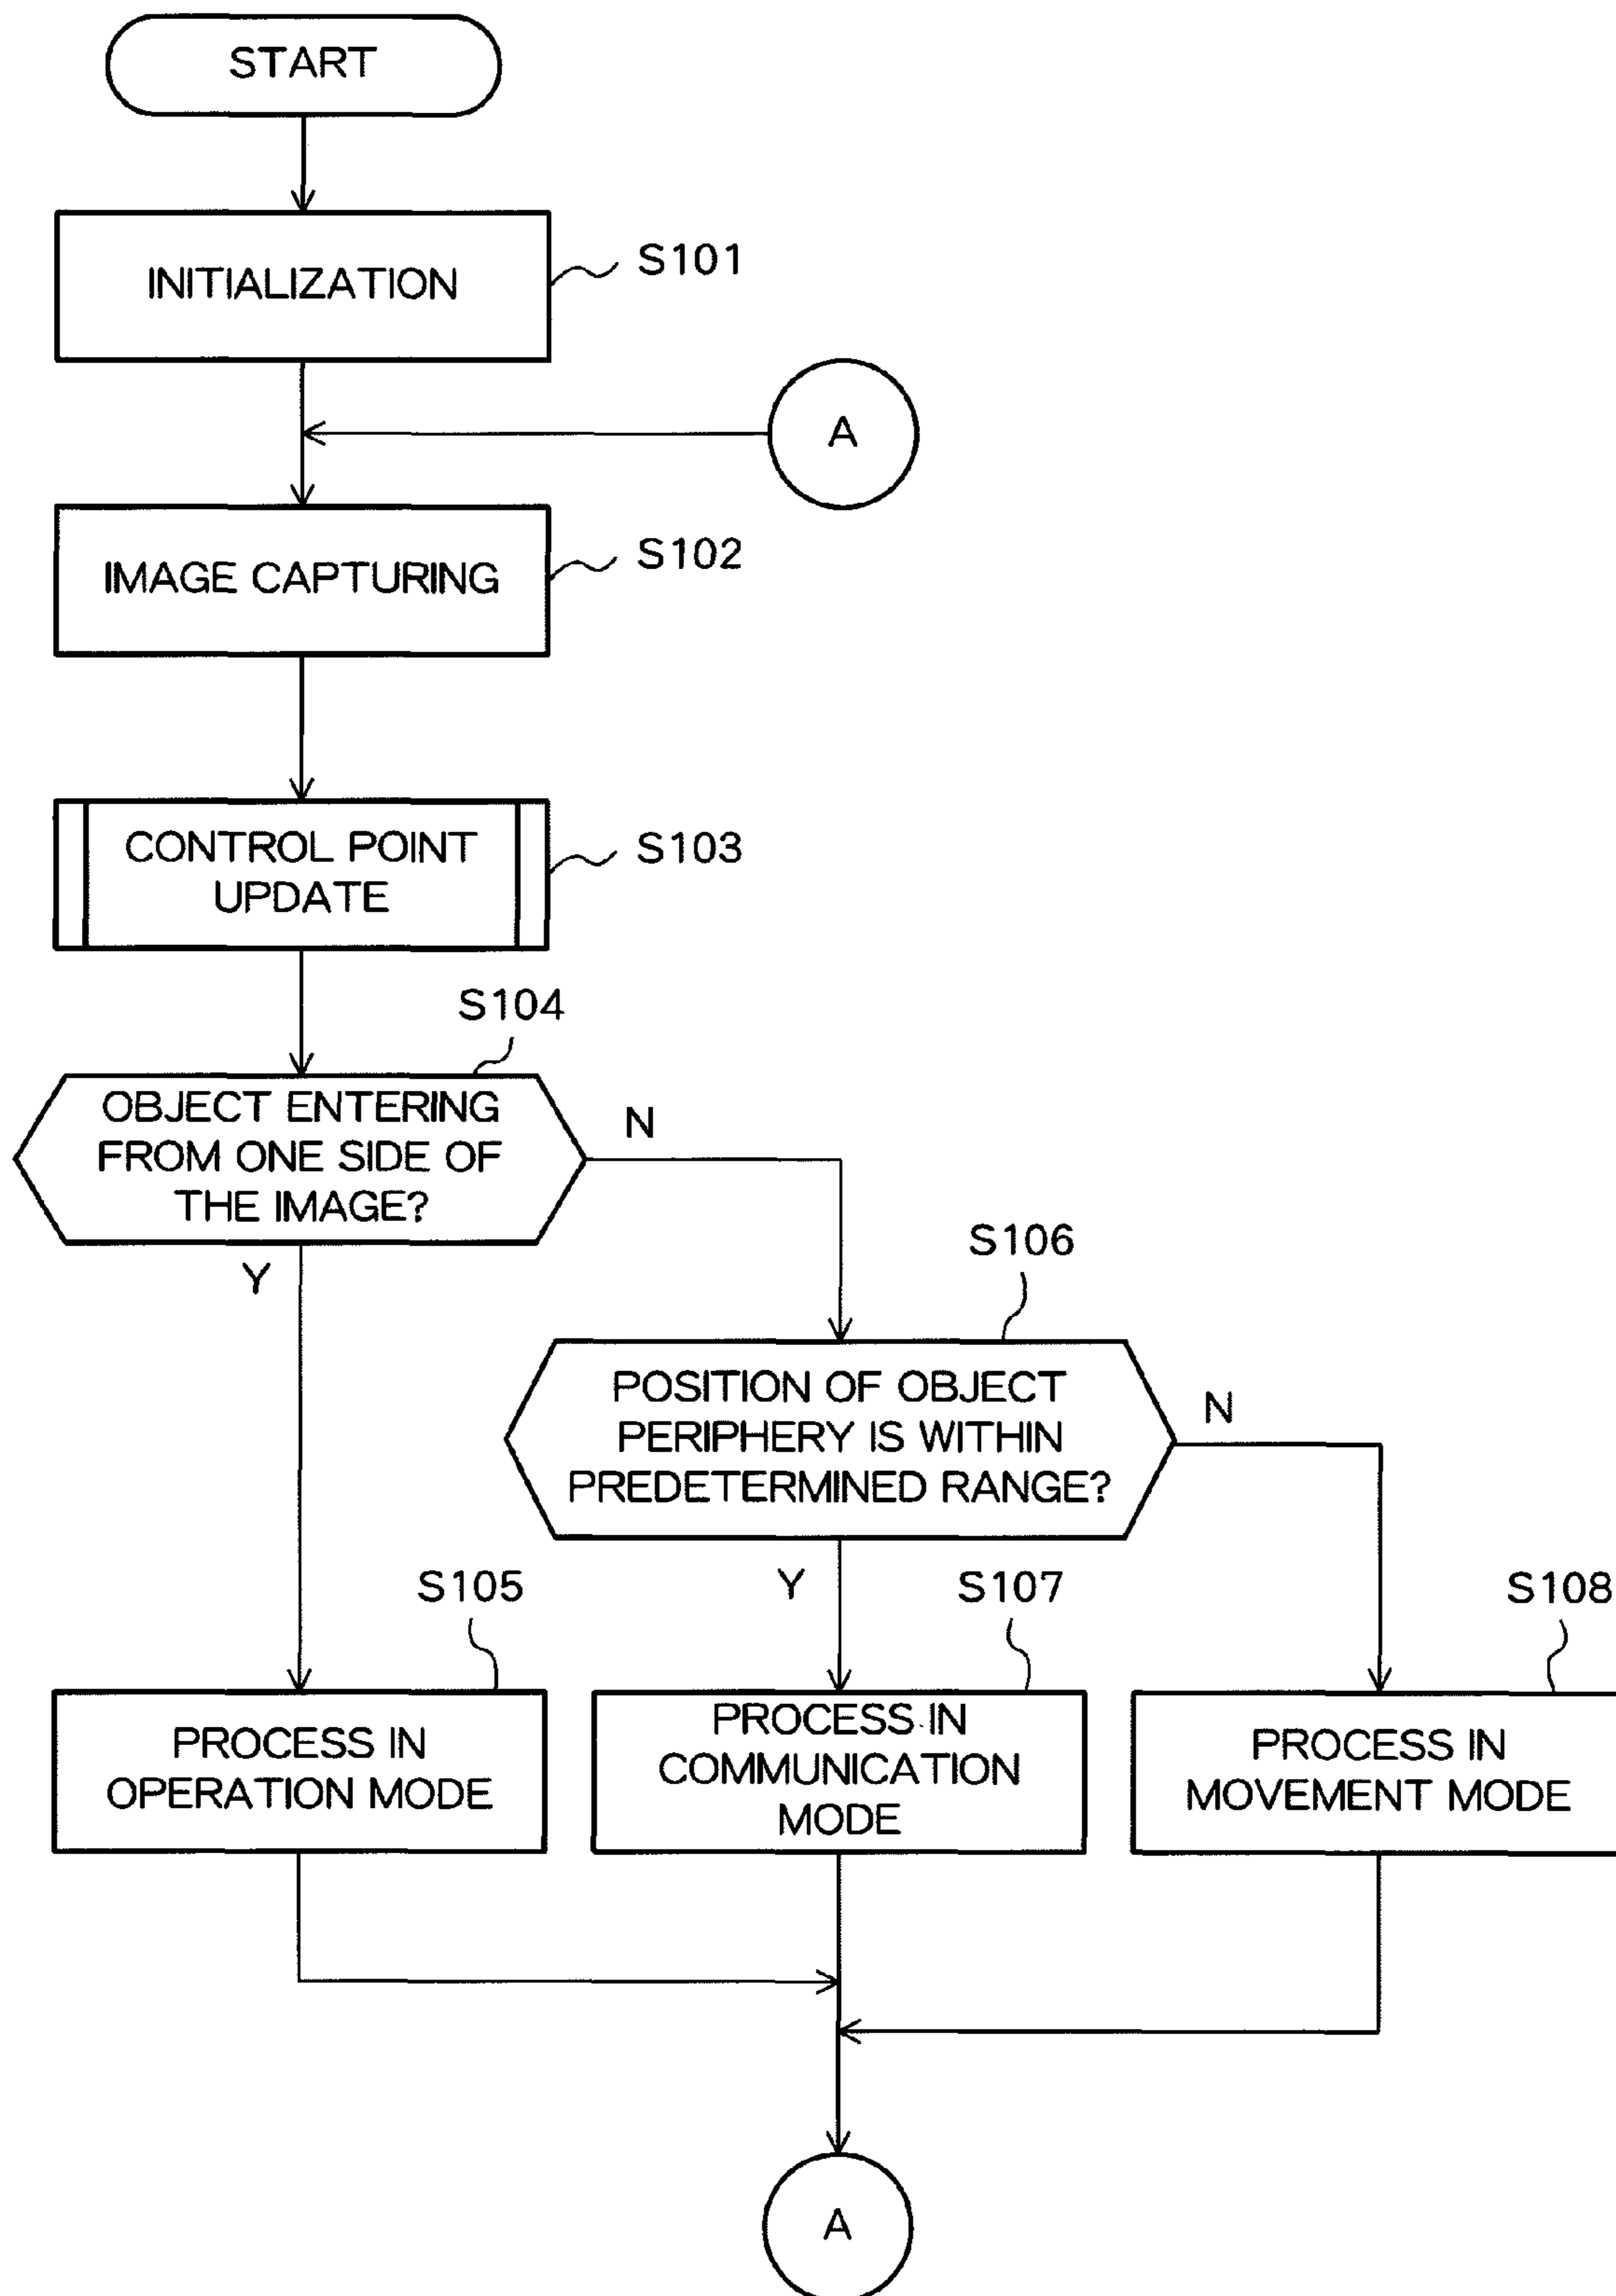 START
INITIALIZATION
S101
A
IMAGE CAPTURING
S102
CONTROL POINT
UPDATE
S103
S104
OBJECT ENTERING
FROM ONE SIDE OF
THE IMAGE?
N
Y
S106
POSITION OF OBJECT
PERIPHERY IS WITHIN
PREDETERMINED RANGE?
N
Y
S105
PROCESS IN
OPERATION MODE
S107
PROCESS IN
COMMUNICATION
MODE
S108
PROCESS IN
MOVEMENT MODE
A